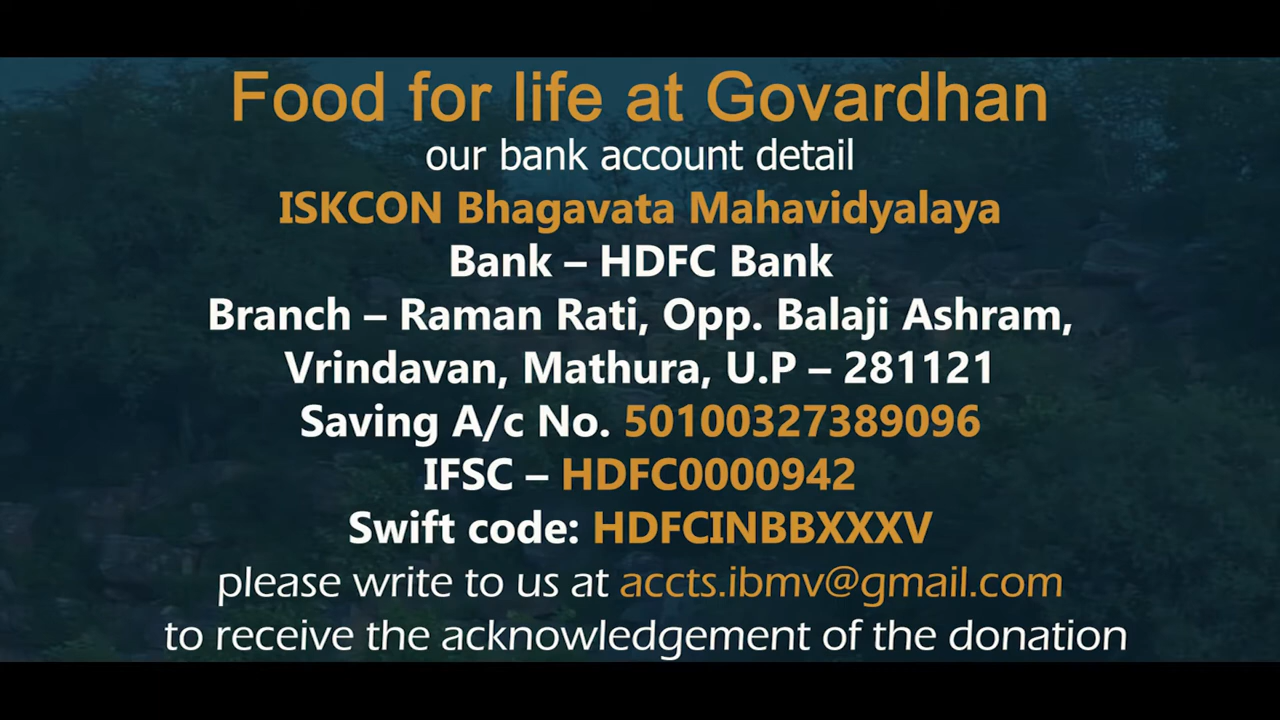 Food for life at Govardhan
our bank account detail
ISKCON Bhagavata Mahavidyalaya
Bank – HDFC Bank
Branch – Raman Rati, Opp. Balaji Ashram,
Vrindavan, Mathura, U.P – 281121
Saving A/c No. 50100327389096
IFSC – HDFC0000942
Swift code: HDFCINBBXXXV
please write to us at accts.ibmv@gmail.com
to receive the acknowledgement of the donation